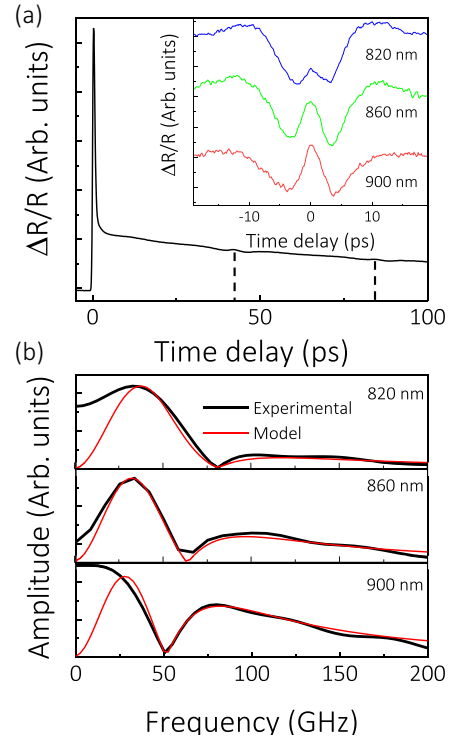 (a)
ΔR/R (Arb. units)
ΔR/R (Arb. units)
820 nm
860 nm
900 nm
-10 0 10
Time delay (ps)
0 50 100
Time delay (ps)
(b)
Amplitude (Arb. units)
820 nm
Experimental
Model
860 nm
900 nm
0 50 100 150 200
Frequency (GHz)